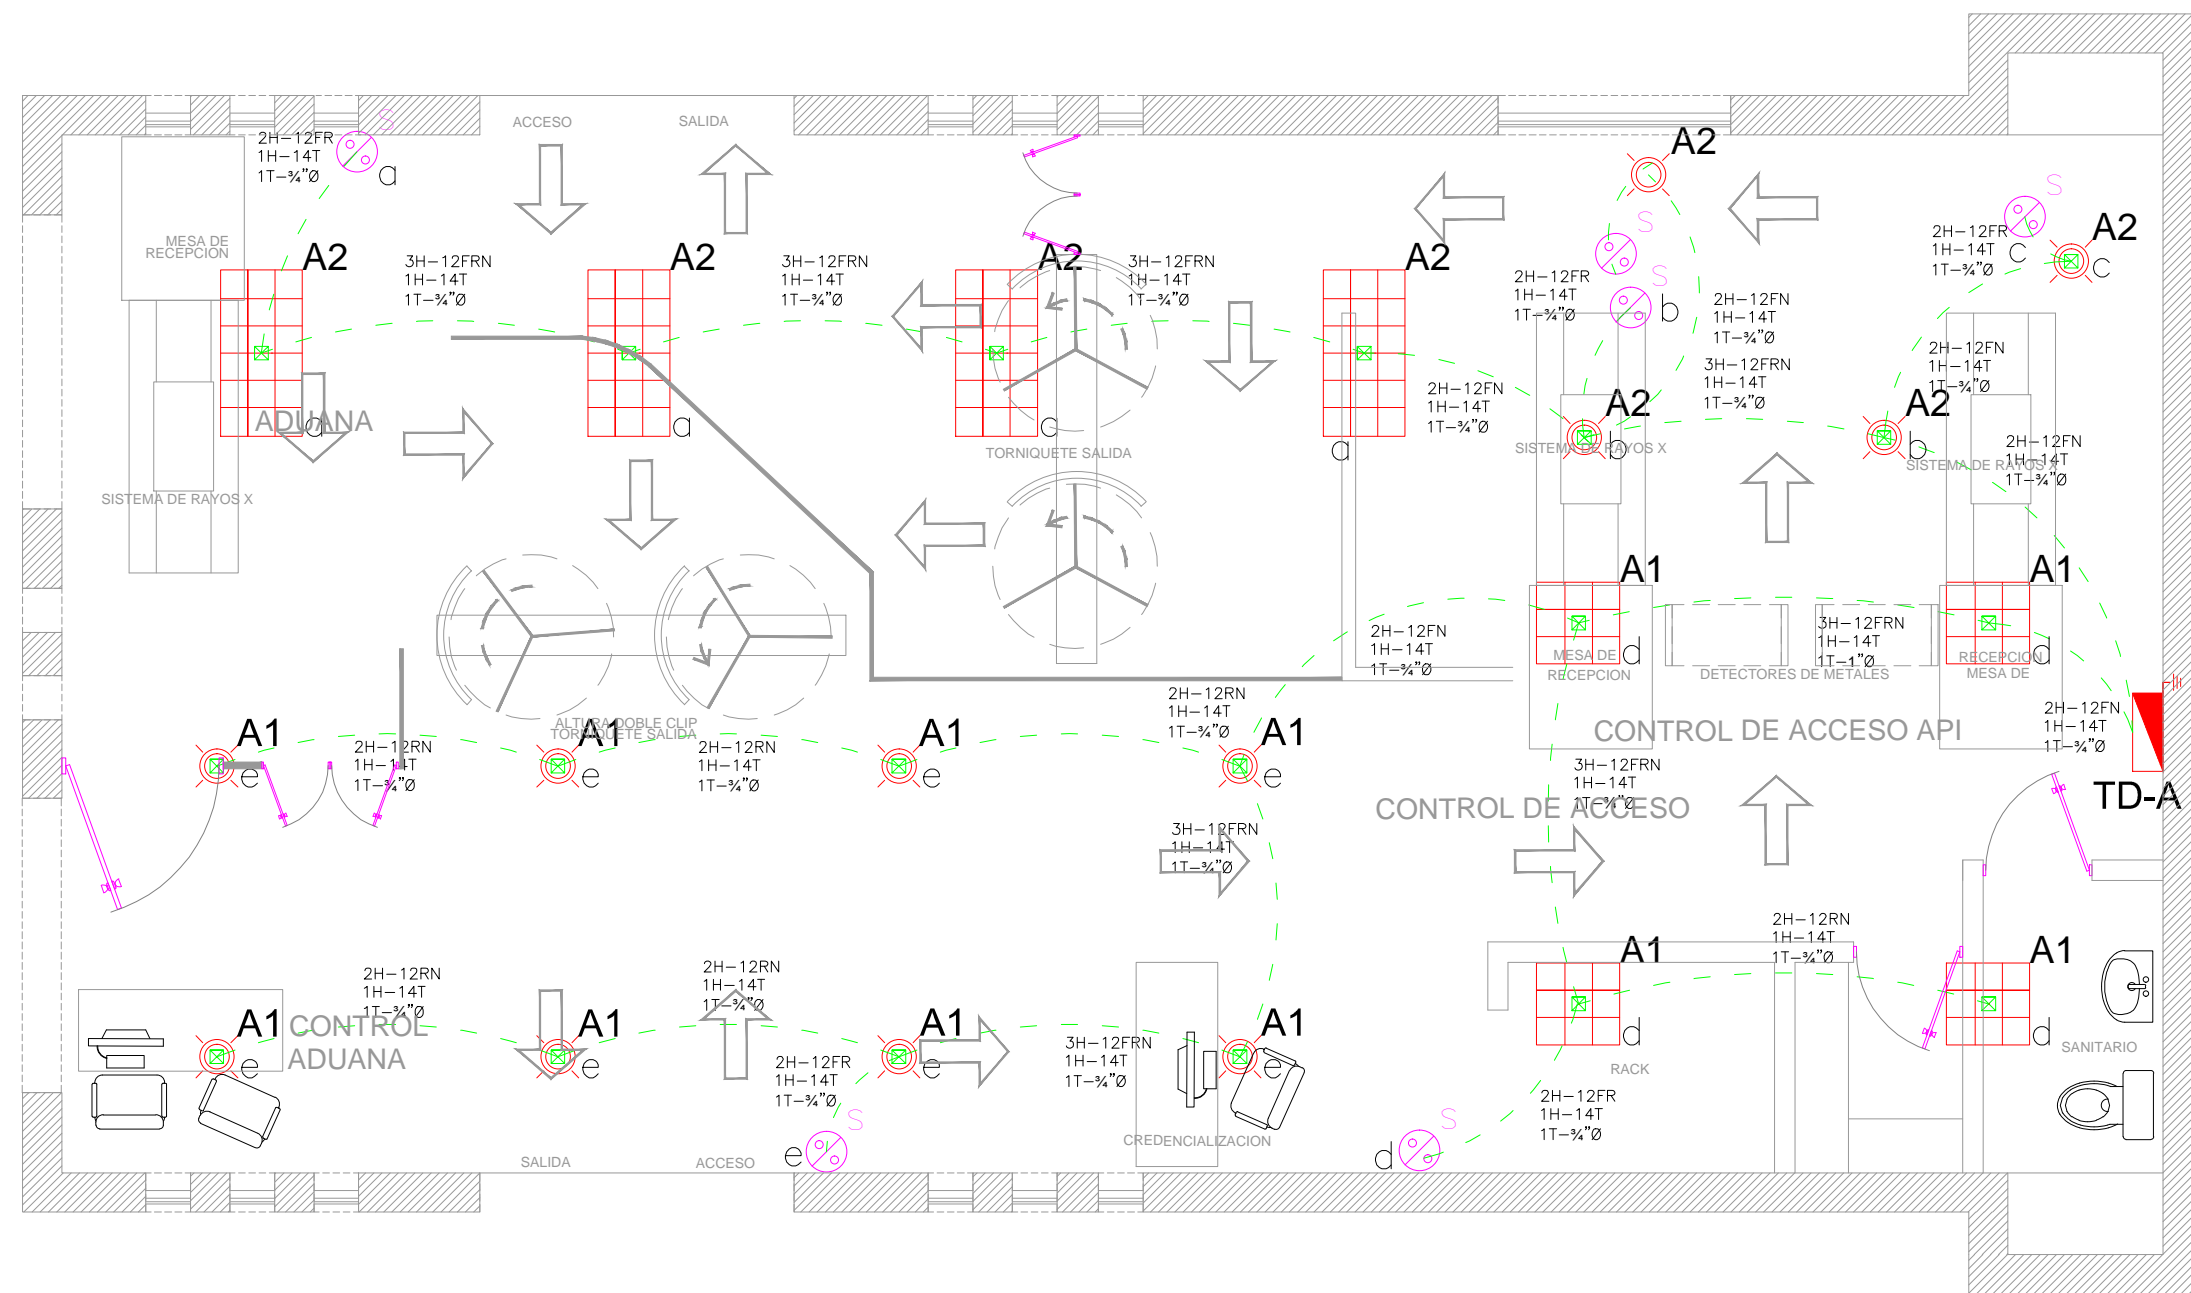 ACCESO
SALIDA
S
2H-12FR
1H-14T
1T-¾"Ø
a
A2
S
MESA DE
RECEPCION
A2
3H-12FRN
1H-14T
1T-¾"Ø
A2
3H-12FRN
1H-14T
1T-¾"Ø
A2
3H-12FRN
1H-14T
1T-¾"Ø
A2
S
S
2H-12FR
1H-14T
1T-¾"Ø
b
2H-12FN
1H-14T
1T-¾"Ø
2H-12FR
1H-14T
1T-¾"Ø
c
A2
c
2H-12FN
1H-14T
1T-¾"Ø
3H-12FRN
1H-14T
1T-¾"Ø
2H-12FN
1H-14T
1T-¾"Ø
A2
b
A2
b
ADUANA
a
a
c
a
TORNIQUETE SALIDA
SISTEMA DE RAYOS X
SISTEMA DE RAYOS X
2H-12FN
1H-14T
1T-¾"Ø
SISTEMA DE RAYOS X
A1
A1
2H-12FN
1H-14T
1T-¾"Ø
3H-12FRN
1H-14T
1T-1"Ø
MESA DE
RECEPCION
d
DETECTORES DE METALES
RECEPCION
MESA DE
d
2H-12RN
1H-14T
1T-¾"Ø
2H-12FN
1H-14T
1T-¾"Ø
ALTURA DOBLE CLIP
TORNIQUETE SALIDA
CONTROL DE ACCESO API
A1
e
2H-12RN
1H-14T
1T-¾"Ø
A1
e
2H-12RN
1H-14T
1T-¾"Ø
A1
e
A1
e
3H-12FRN
1H-14T
1T-¾"Ø
CONTROL DE ACCESO
TD-A
3H-12FRN
1H-14T
1T-¾"Ø
2H-12RN
1H-14T
1T-¾"Ø
A1
d
A1
d
2H-12RN
1H-14T
1T-¾"Ø
2H-12RN
1H-14T
1T-¾"Ø
A1
e
CONTROL
ADUANA
A1
e
A1
e
A1
e
2H-12FR
1H-14T
1T-¾"Ø
3H-12FRN
1H-14T
1T-¾"Ø
SANITARIO
RACK
2H-12FR
1H-14T
1T-¾"Ø
S
e
S
d
CREDENCIALIZACION
SALIDA
ACCESO